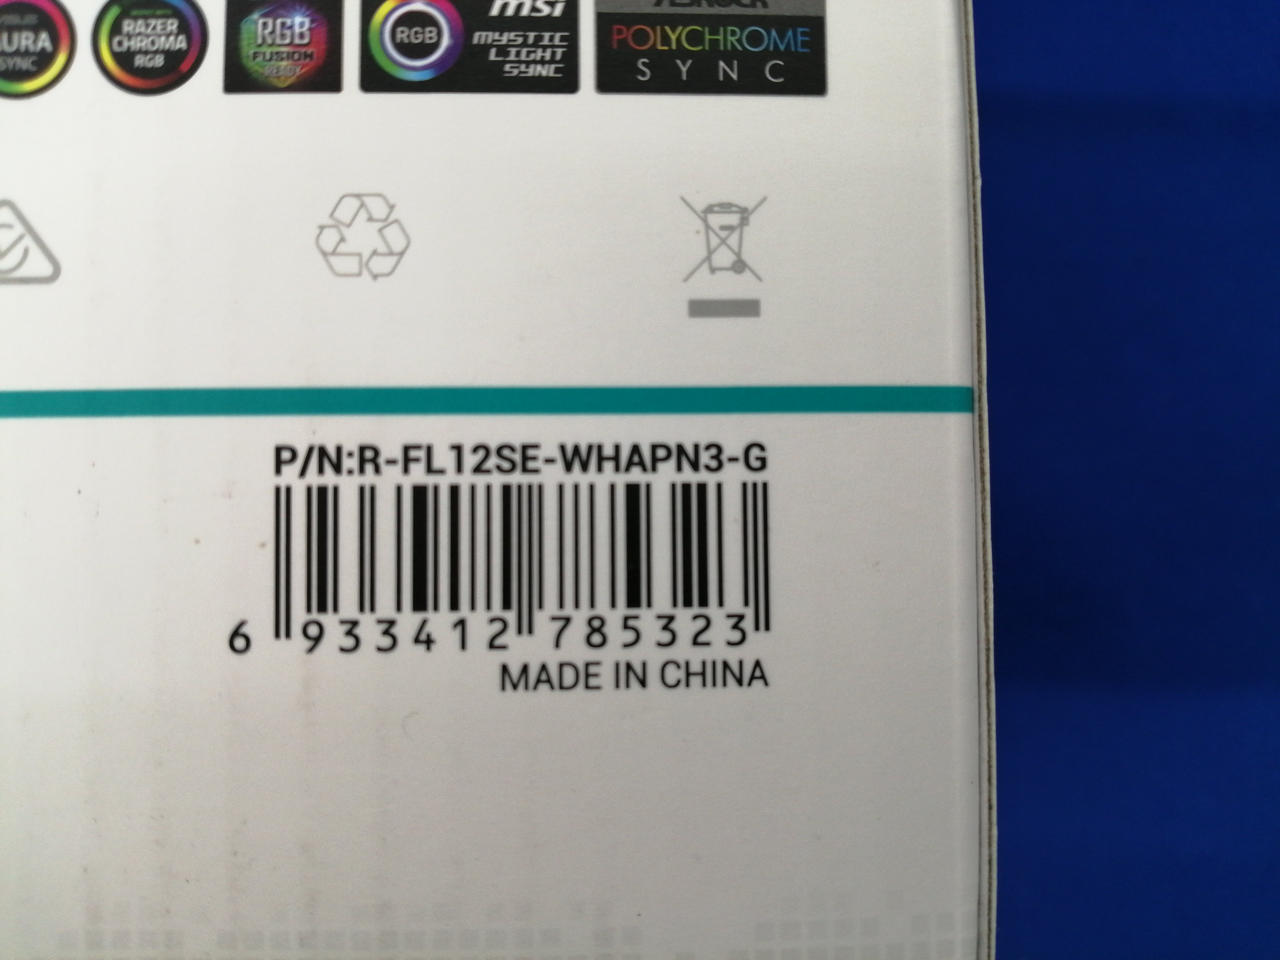 AURA
SYNC
RAZER
CHROMA
RGB
RGB
FUSION
READY
RGB
msi
MYSTIC
LIGHT
SYNC
POLYCHROME
SYNC
P/N:R-FL12SE-WHAPN3-G
6 933412 785323
MADE IN CHINA